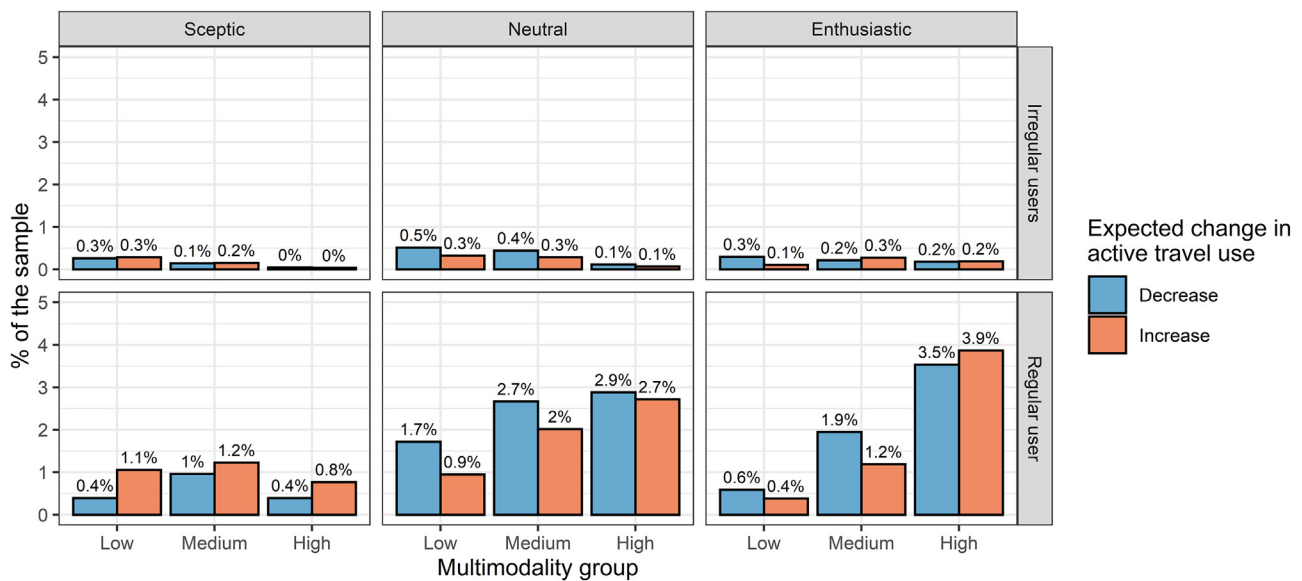 Sceptic Neutral Enthusiastic
% of the sample
5
4
3
2
1
0
0.3% 0.3% 0.1% 0.2% 0% 0%
0.5% 0.3% 0.4% 0.3% 0.1% 0.1%
0.3% 0.1% 0.2% 0.3% 0.2% 0.2%
Irregular users
5
4
3
2
1
0
0.4% 1.1% 1% 1.2% 0.4% 0.8%
1.7% 0.9% 2.7% 2% 2.9% 2.7%
0.6% 0.4% 1.9% 1.2% 3.5% 3.9%
Regular user
Low Medium High Low Medium High Low Medium High
Multimodality group
Expected change in
active travel use
Decrease
Increase